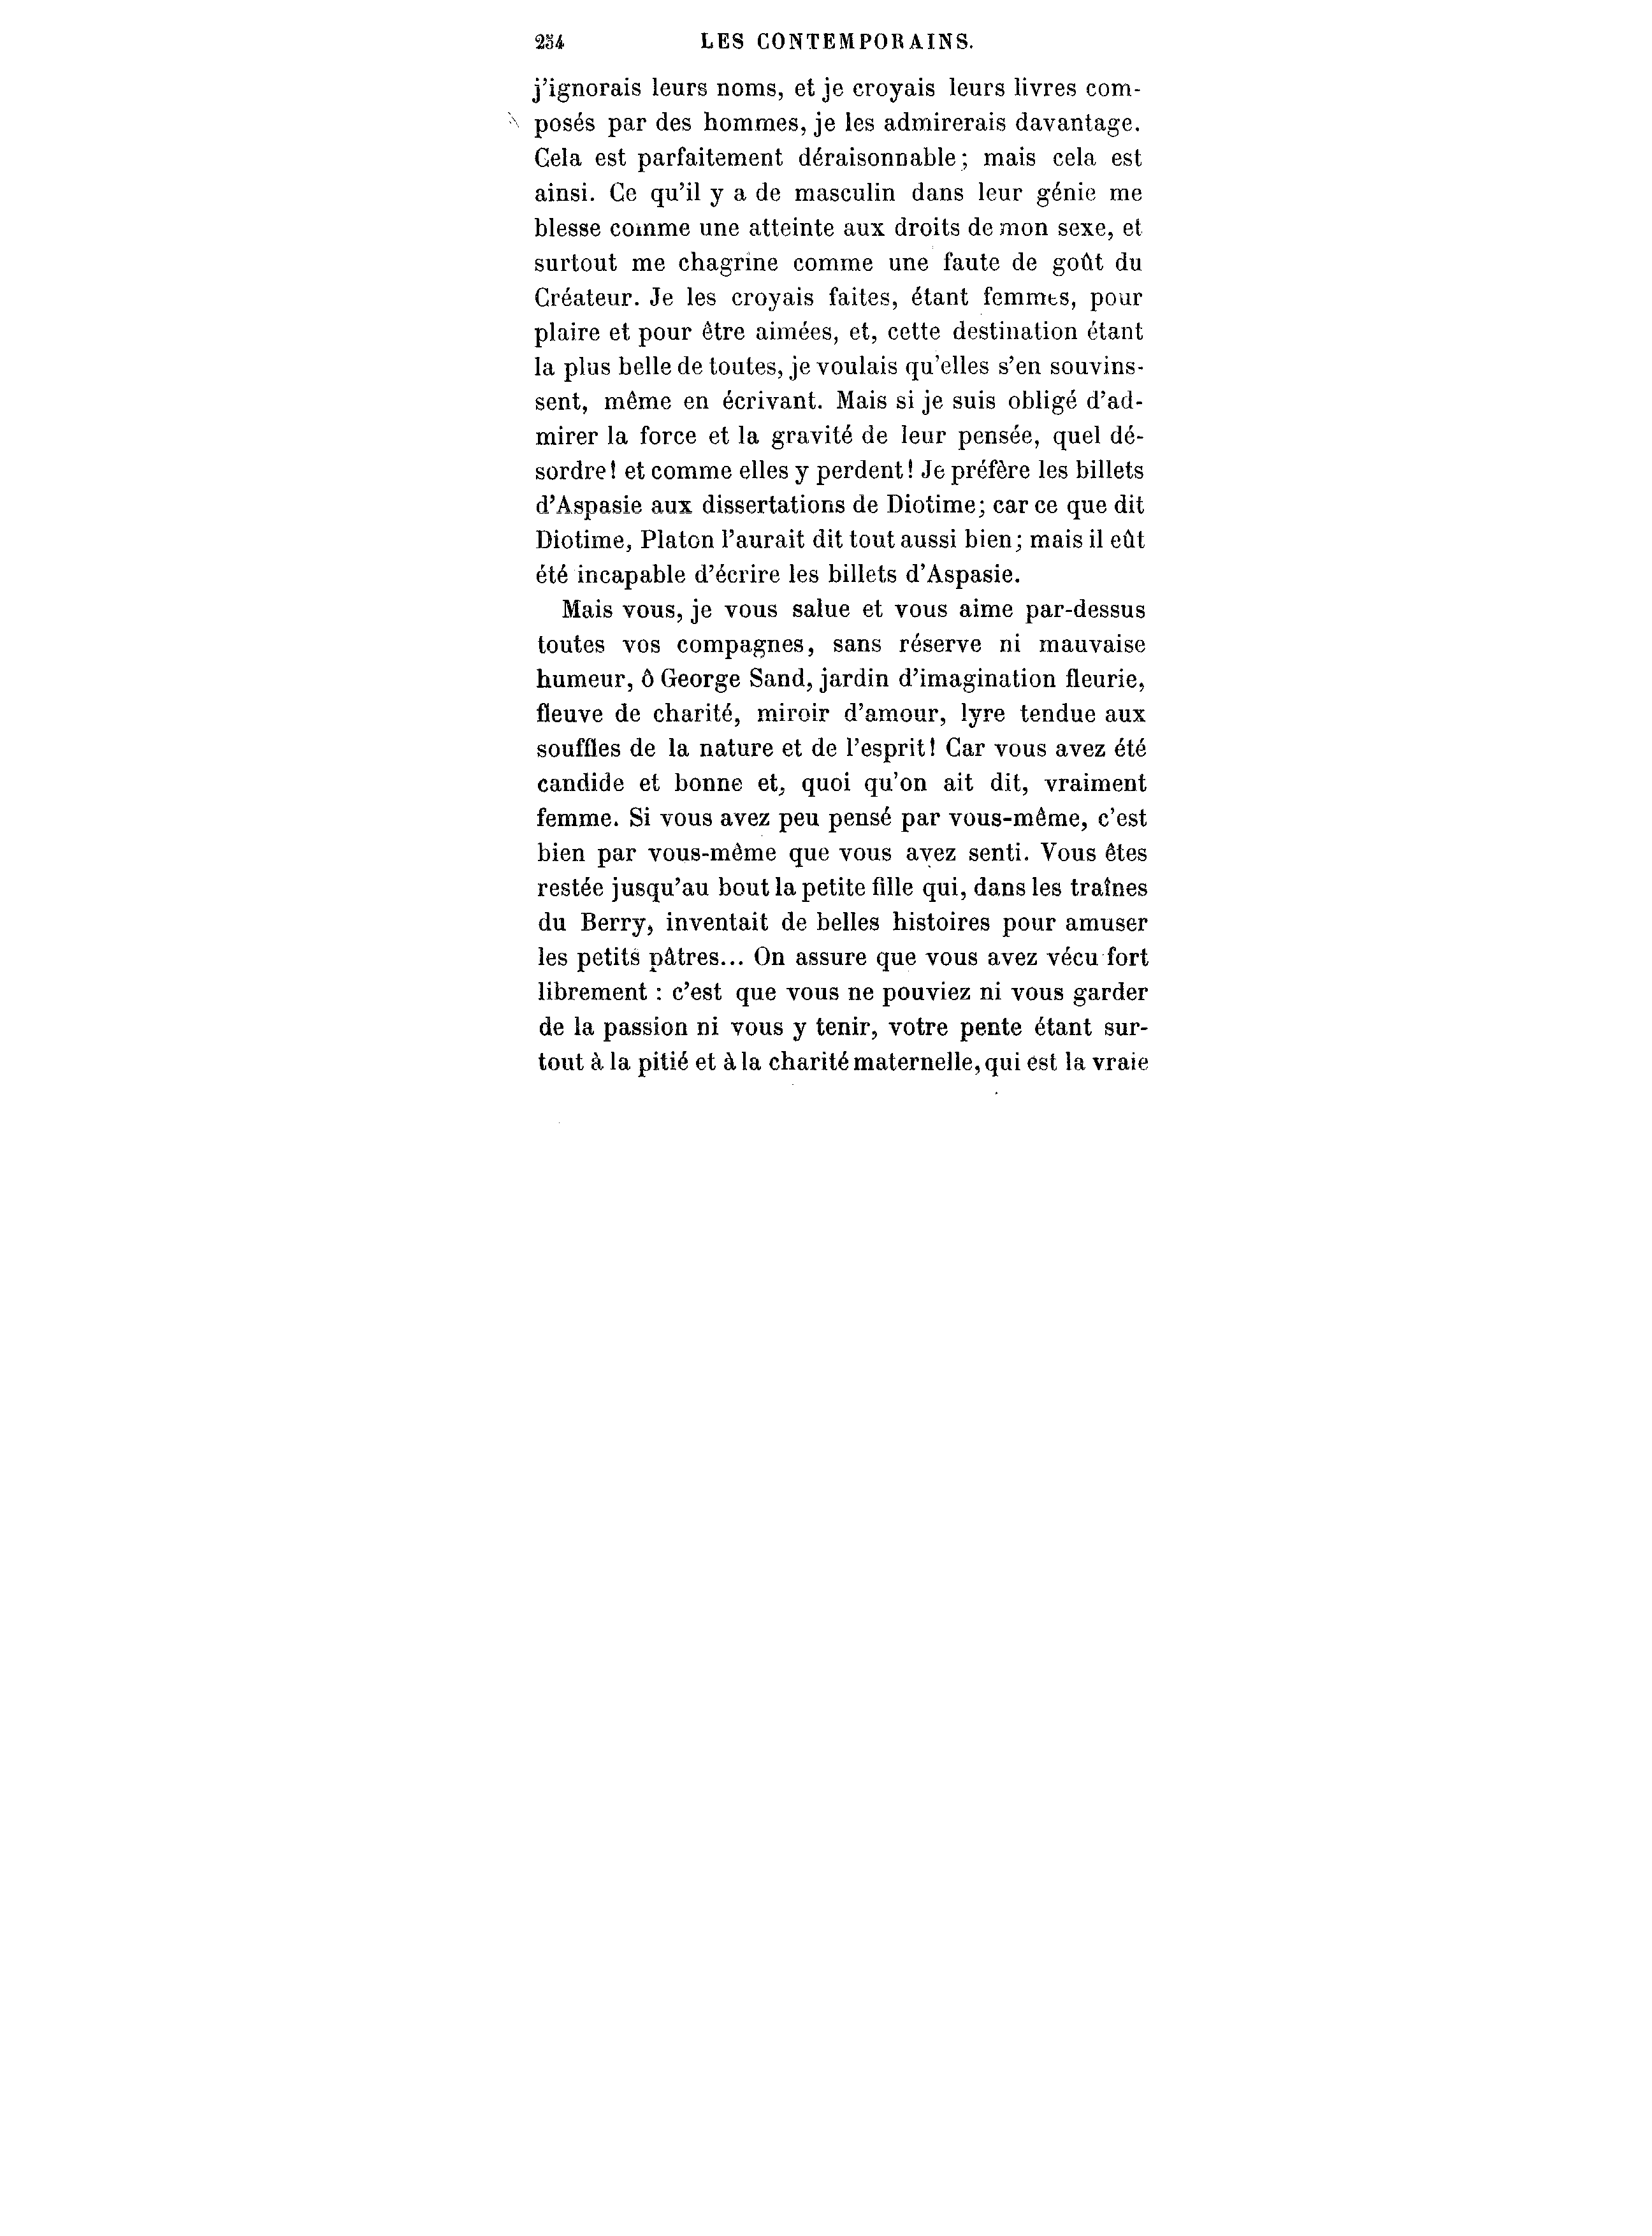 254 LES CONTEMPORAINS.
j'ignorais leurs noms, et je croyais leurs livres com-
posés par des hommes, je les admirerais davantage.
Cela est parfaitement déraisonnable; mais cela est
ainsi. Ce qu'il y a de masculin dans leur génie me
blesse comme une atteinte aux droits de mon sexe, et
surtout me chagrine comme une faute de goût du
Créateur. Je les croyais faites, étant femmes, pour
plaire et pour être aimées, et, cette destination étant
la plus belle de toutes, je voulais qu'elles s'en souvins-
sent, même en écrivant. Mais si je suis obligé d'ad-
mirer la force et la gravité de leur pensée, quel dé-
sordre! et comme elles y perdent! Je préfère les billets
d'Aspasie aux dissertations de Diotime; car ce que dit
Diotime, Platon l'aurait dit tout aussi bien; mais il eût
été incapable d'écrire les billets d'Aspasie.
Mais vous, je vous salue et vous aime par-dessus
toutes vos compagnes, sans réserve ni mauvaise
humeur, ô George Sand, jardin d'imagination fleurie,
fleuve de charité, miroir d'amour, lyre tendue aux
souffles de la nature et de l'esprit! Car vous avez été
candide et bonne et, quoi qu'on ait dit, vraiment
femme. Si vous avez peu pensé par vous-même, c'est
bien par vous-même que vous avez senti. Vous êtes
restée jusqu'au bout la petite fille qui, dans les traînes
du Berry, inventait de belles histoires pour amuser
les petits pâtres... On assure que vous avez vécu fort
librement : c'est que vous ne pouviez ni vous garder
de la passion ni vous y tenir, votre pente étant sur-
tout à la pitié et à la charité maternelle, qui est la vraie